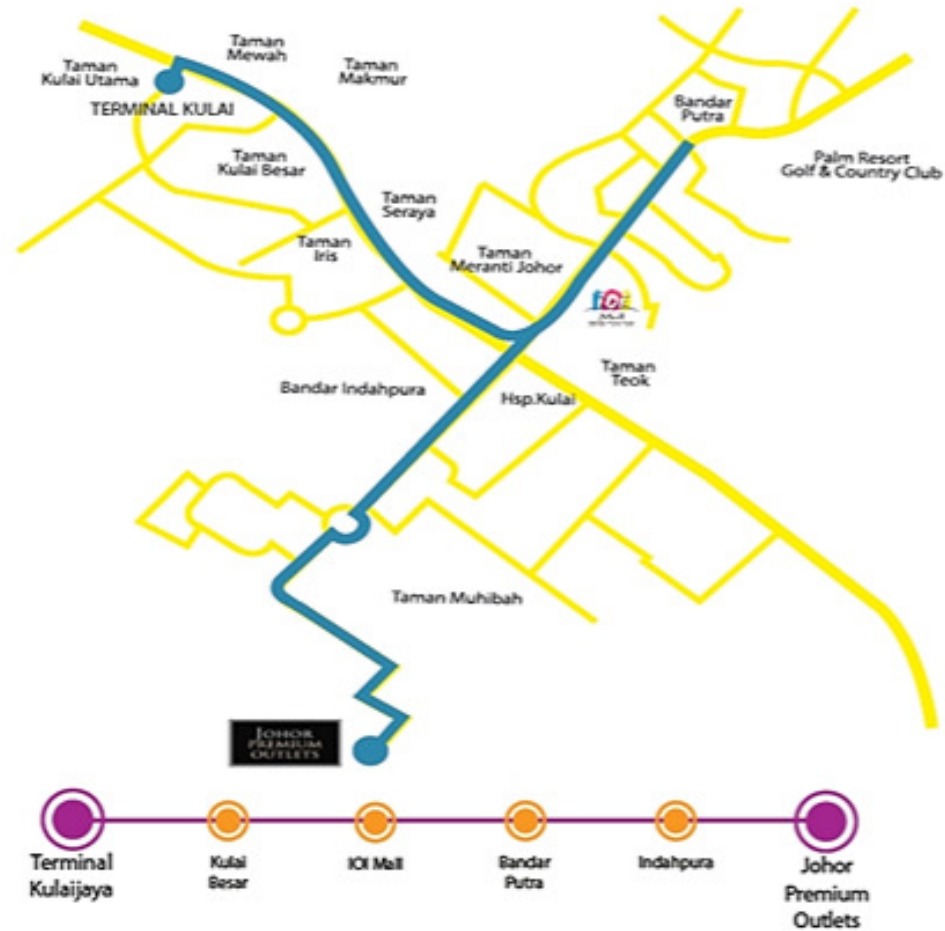 Taman
Mewah
Taman
Kulai Utama
Taman
Makmur
TERMINAL KULAI
Bandar
Putra
Taman
Kulai Besar
Palm Resort
Golf & Country Club
Taman
Seraya
Taman
Iris
Taman
Meranti Johor
Mall
Taman
Teok
Bandar Indahpura
Hsp.Kulai
Taman Muhibah
JOHOR
PREMIUM
OUTLETS
Terminal
Kulaijaya
Kulai
Besar
IOI Mall
Bandar
Putra
Indahpura
Johor
Premium
Outlets